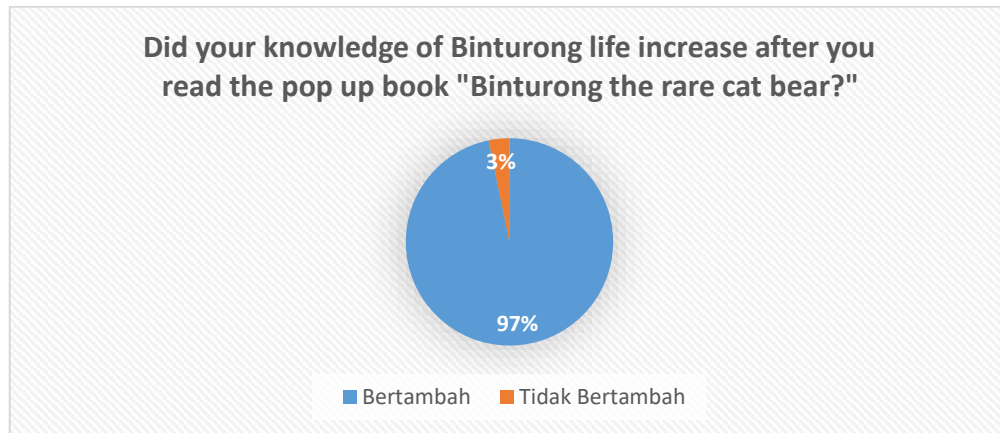 Did your knowledge of Binturong life increase after you
read the pop up book "Binturong the rare cat bear?"
3%
97%
Bertambah
Tidak Bertambah